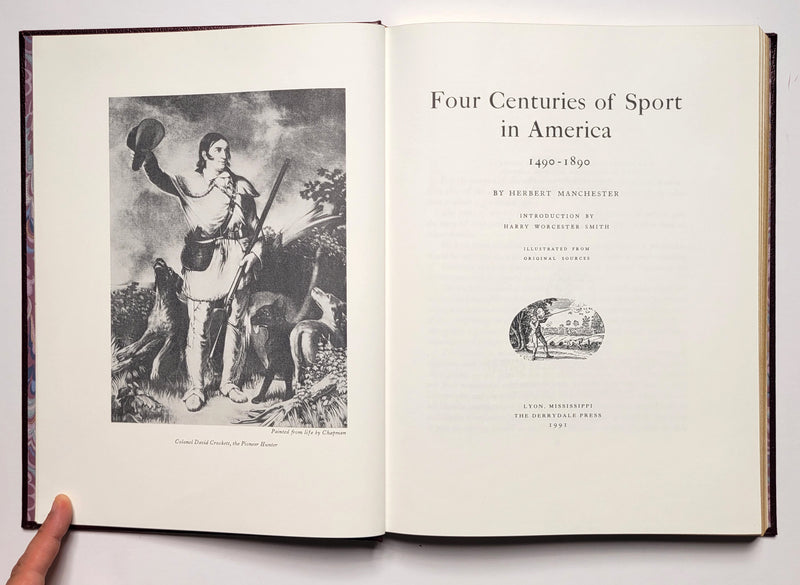 Painted from life by Chapman
Colonel David Crockett, the Pioneer Hunter
Four Centuries of Sport
in America
1490-1890
BY HERBERT MANCHESTER
INTRODUCTION BY
HARRY WORCESTER SMITH
ILLUSTRATED FROM
ORIGINAL SOURCES
LYON, MISSISSIPPI
THE DERRYDALE PRESS
1991